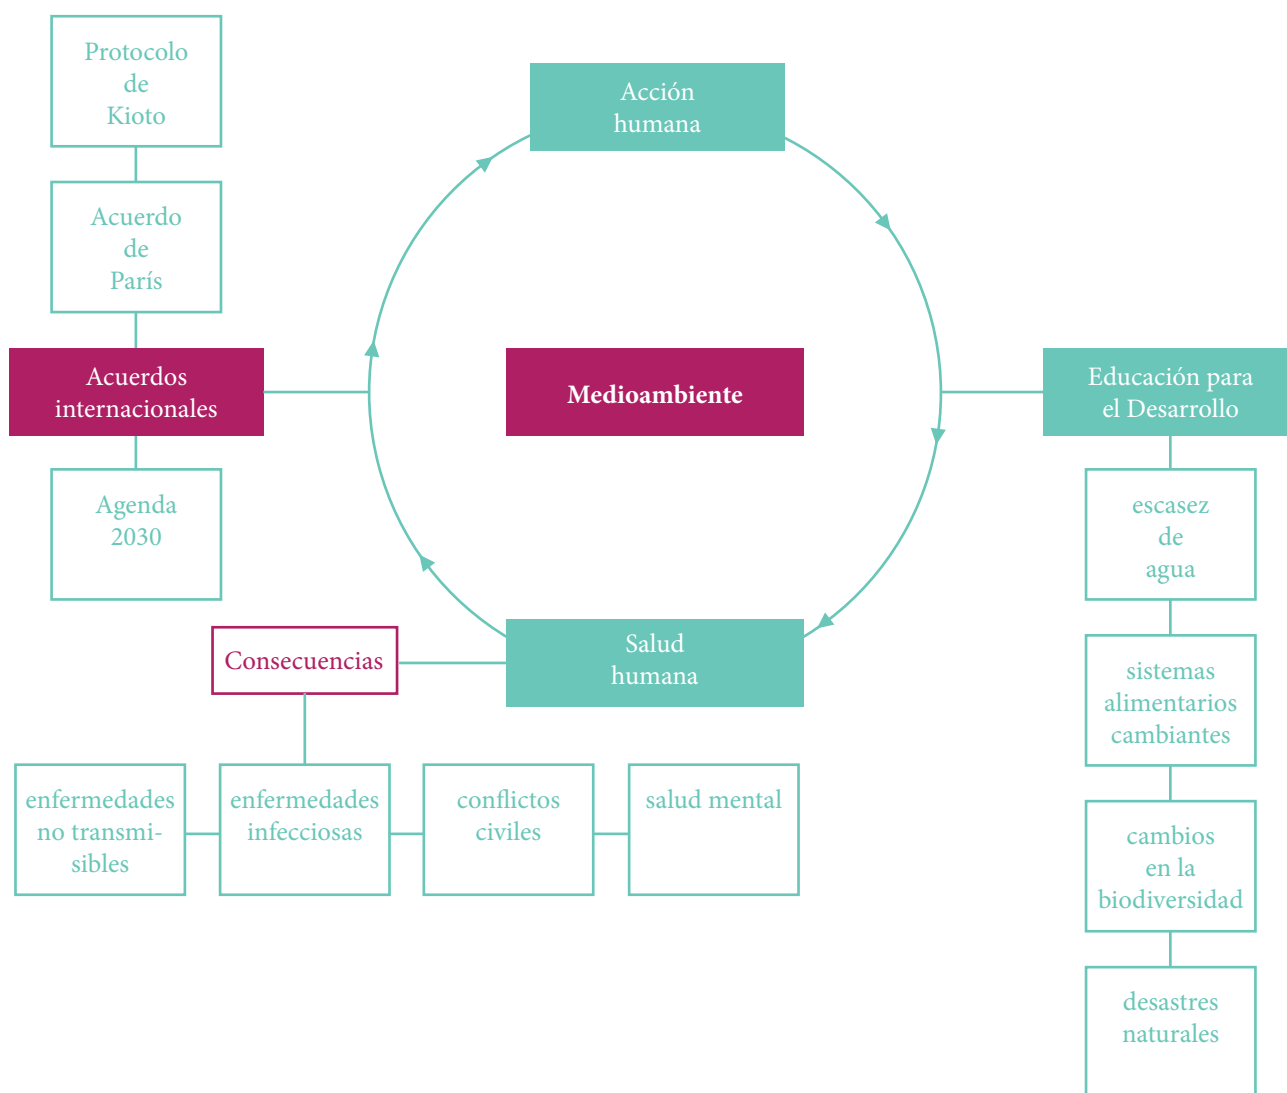 Protocolo
de
Kioto
Acuerdo
de
París
Acuerdos
internacionales
Agenda
2030
Acción
humana
Medioambiente
Educación para
el Desarrollo
escasez
de
agua
sistemas
alimentarios
cambiantes
cambios
en la
biodiversidad
desastres
naturales
Salud
humana
Consecuencias
enfermedades
no transmi-
sibles
enfermedades
infecciosas
conflictos
civiles
salud mental